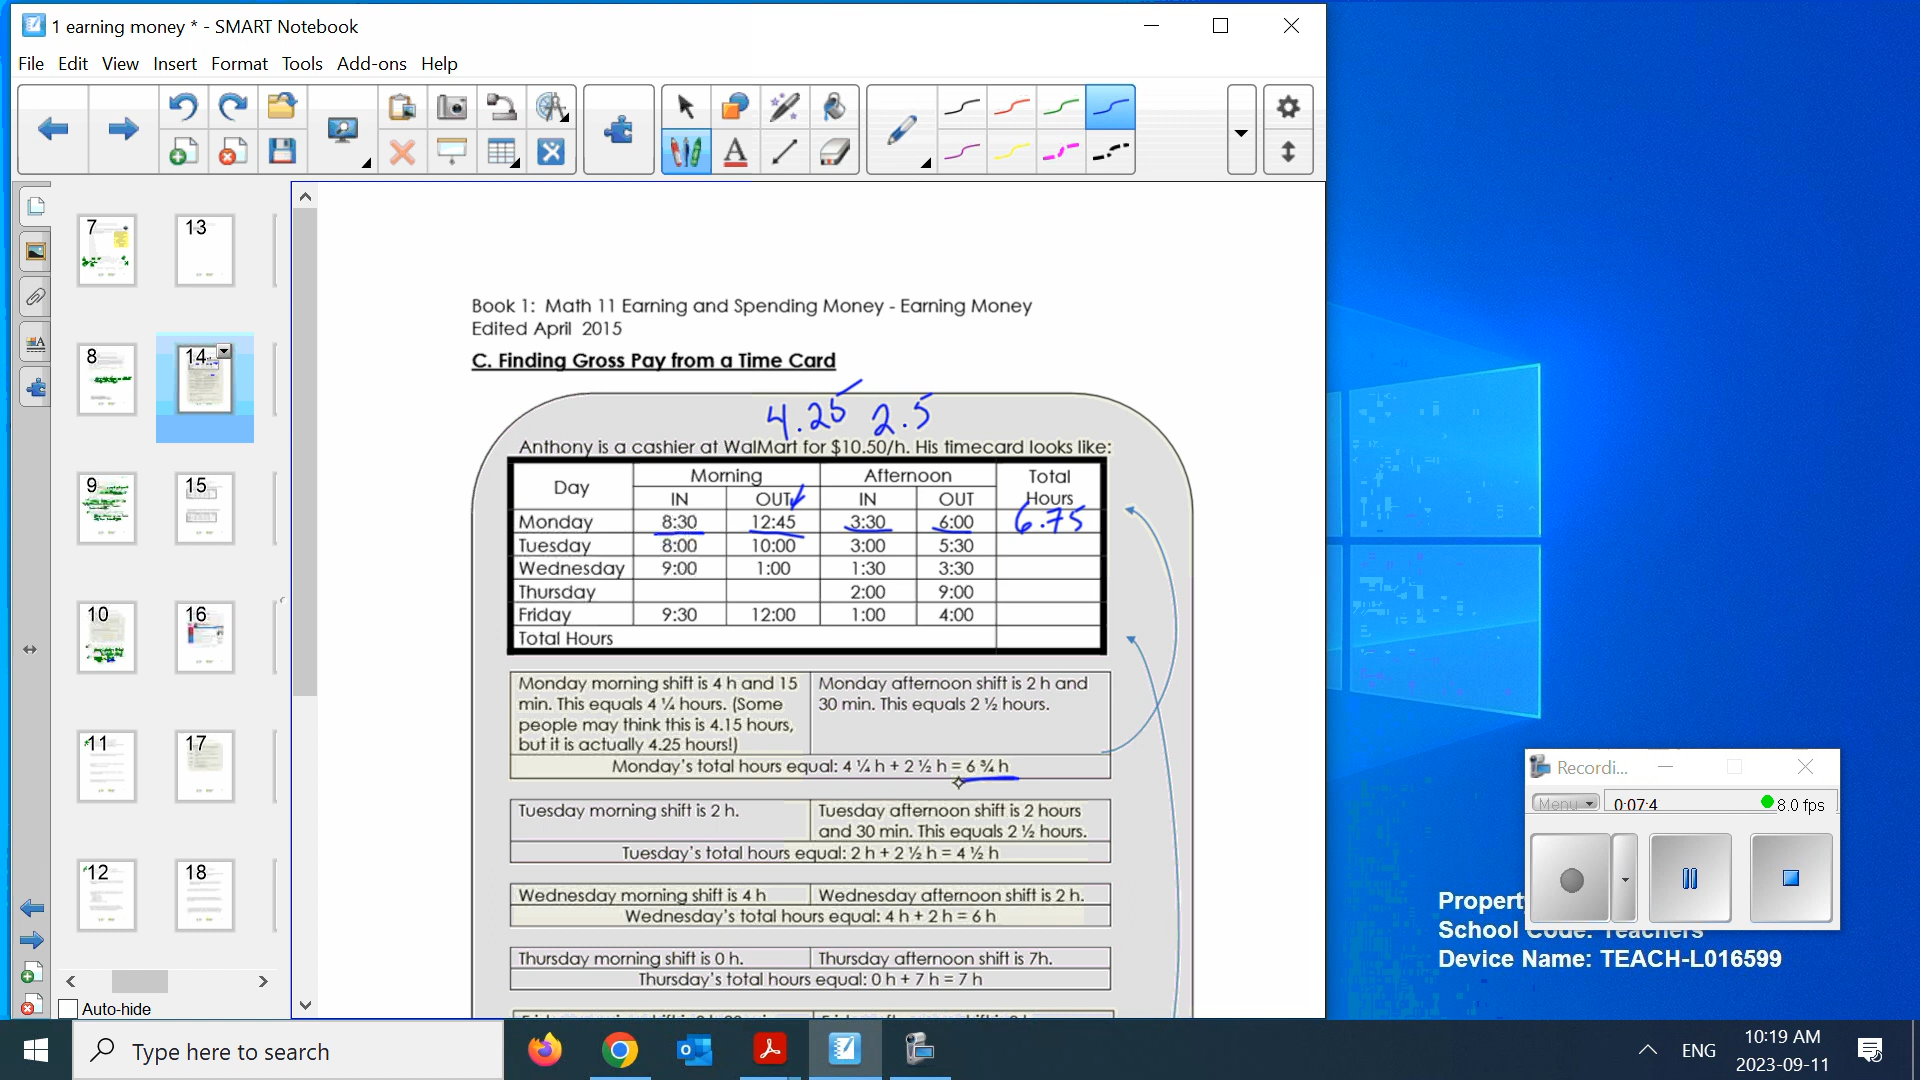 1 earning money * - SMART Notebook
File Edit View Insert Format Tools Add-ons Help
7 13
8 14
9 15
10 16
11 17
12 18
Auto-hide
Book 1: Math 11 Earning and Spending Money - Earning Money
Edited April 2015
C. Finding Gross Pay from a Time Card
4.25 2.5
Anthony is a cashier at WalMart for $10.50/h. His timecard looks like:
Day Morning Afternoon Total Hours
IN OUT IN OUT
Monday 8:30 12:45 3:30 6:00 6.75
Tuesday 8:00 10:00 3:00 5:30
Wednesday 9:00 1:00 1:30 3:30
Thursday 2:00 9:00
Friday 9:30 12:00 1:00 4:00
Total Hours
Monday morning shift is 4 h and 15
min. This equals 4 ¼ hours. (Some
people may think this is 4.15 hours,
but it is actually 4.25 hours!)
Monday afternoon shift is 2 h and
30 min. This equals 2 ½ hours.
Monday's total hours equal: 4 ¼ h + 2 ½ h = 6 ¾ h
Tuesday morning shift is 2 h.
Tuesday afternoon shift is 2 hours
and 30 min. This equals 2 ½ hours.
Tuesday's total hours equal: 2 h + 2 ½ h = 4 ½ h
Wednesday morning shift is 4 h
Wednesday afternoon shift is 2 h.
Wednesday's total hours equal: 4 h + 2 h = 6 h
Thursday morning shift is 0 h.
Thursday afternoon shift is 7h.
Thursday's total hours equal: 0 h + 7 h = 7 h
Recordi...
Menu 0:07:4 8.0 fps
Propert
School Code: Teachers
Device Name: TEACH-L016599
Type here to search
ENG
10:19 AM
2023-09-11